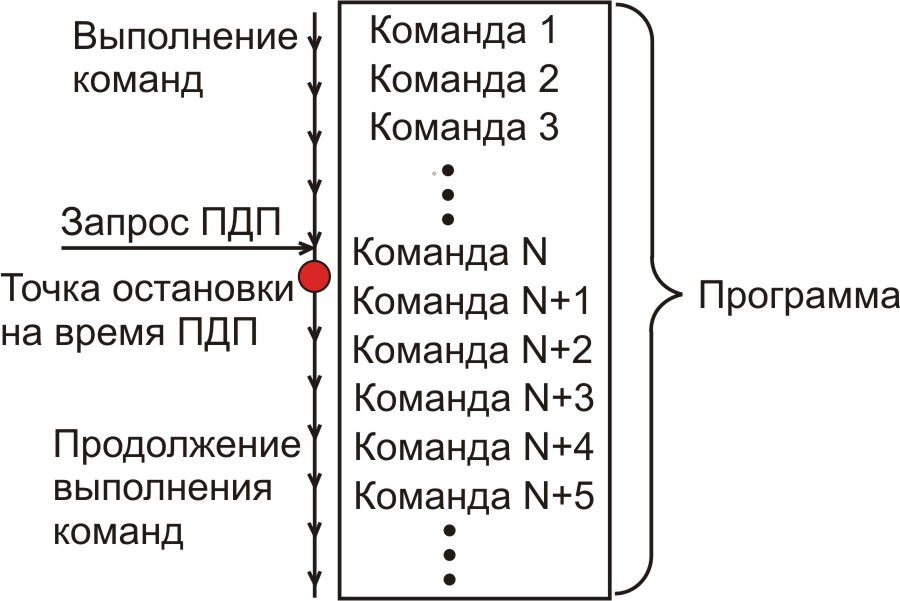 Выполнение
команд
Команда 1
Команда 2
Команда 3
Запрос ПДП
Команда N
Точка остановки
на время ПДП
Команда N+1
Команда N+2
Команда N+3
Продолжение
выполнения
команд
Команда N+4
Команда N+5
Программа